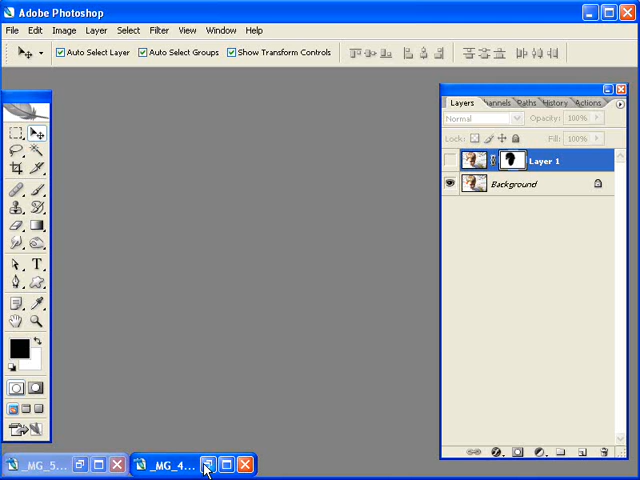 Adobe Photoshop
File Edit Image Layer Select Filter View Window Help
Auto Select Layer Auto Select Groups Show Transform Controls
Layers hannels Paths History Actions
Normal Opacity: 100%
Lock: Fill: 100%
Layer 1
Background
_MG_5... _MG_4...